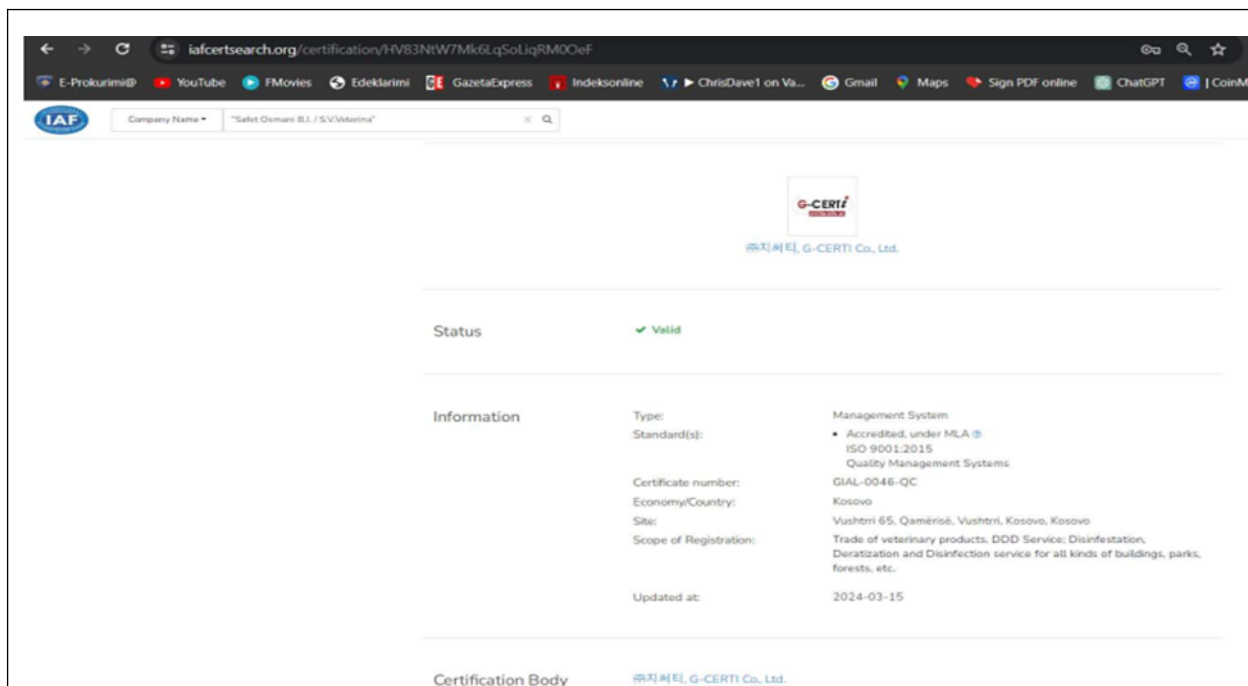 iafcertsearch.org/certification/HV83NtW7Mk6LqSoLiqRM0OeF
E-Prokurimi® YouTube FMovies Edeklarimi GazetaExpress Indeksonline ► ChrisDave1 on Va... Gmail Maps Sign PDF online ChatGPT | CoinM
IAF Company Name "Safet Osmani B.I. / S.V.Veterina"
G-CERTi
㈜지써티, G-CERTI Co., Ltd.
Status Valid
Information Type: Management System
Standard(s): • Accredited, under MLA
ISO 9001:2015
Quality Management Systems
Certificate number: GIAL-0046-QC
Economy/Country: Kosovo
Site: Vushtrri 65, Qamërisë, Vushtrri, Kosovo, Kosovo
Scope of Registration: Trade of veterinary products. DDD Service; Disinfestation,
Deratization and Disinfection service for all kinds of buildings, parks,
forests, etc.
Updated at: 2024-03-15
Certification Body ㈜지써티, G-CERTI Co., Ltd.